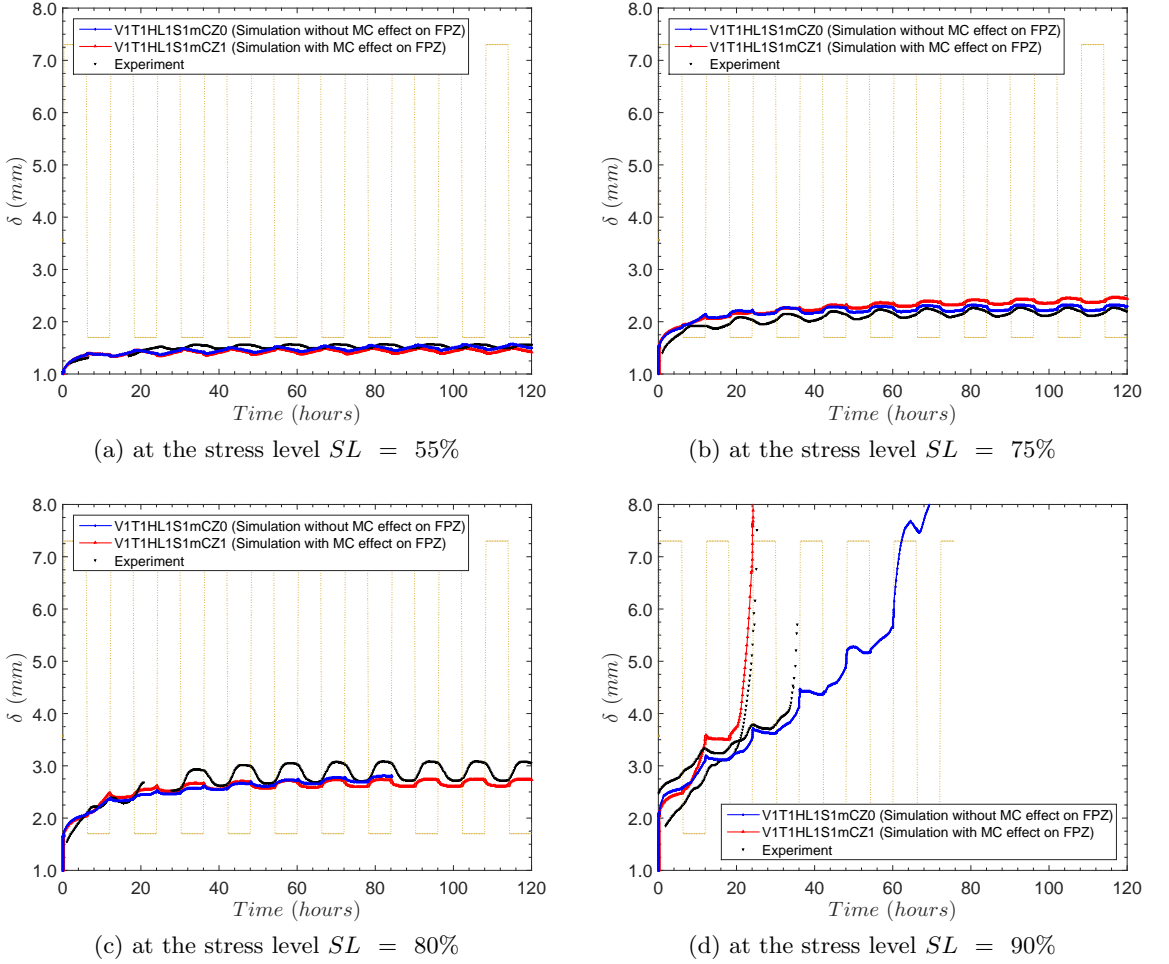 8.0
7.0
6.0
5.0
4.0
3.0
2.0
1.0
δ (mm)
V1T1HL1S1mCZ0 (Simulation without MC effect on FPZ)
V1T1HL1S1mCZ1 (Simulation with MC effect on FPZ)
Experiment
0 20 40 60 80 100 120
Time (hours)
(a) at the stress level SL = 55%
8.0
7.0
6.0
5.0
4.0
3.0
2.0
1.0
δ (mm)
V1T1HL1S1mCZ0 (Simulation without MC effect on FPZ)
V1T1HL1S1mCZ1 (Simulation with MC effect on FPZ)
Experiment
0 20 40 60 80 100 120
Time (hours)
(b) at the stress level SL = 75%
8.0
7.0
6.0
5.0
4.0
3.0
2.0
1.0
δ (mm)
V1T1HL1S1mCZ0 (Simulation without MC effect on FPZ)
V1T1HL1S1mCZ1 (Simulation with MC effect on FPZ)
Experiment
0 20 40 60 80 100 120
Time (hours)
(c) at the stress level SL = 80%
8.0
7.0
6.0
5.0
4.0
3.0
2.0
1.0
δ (mm)
V1T1HL1S1mCZ0 (Simulation without MC effect on FPZ)
V1T1HL1S1mCZ1 (Simulation with MC effect on FPZ)
Experiment
0 20 40 60 80 100 120
Time (hours)
(d) at the stress level SL = 90%